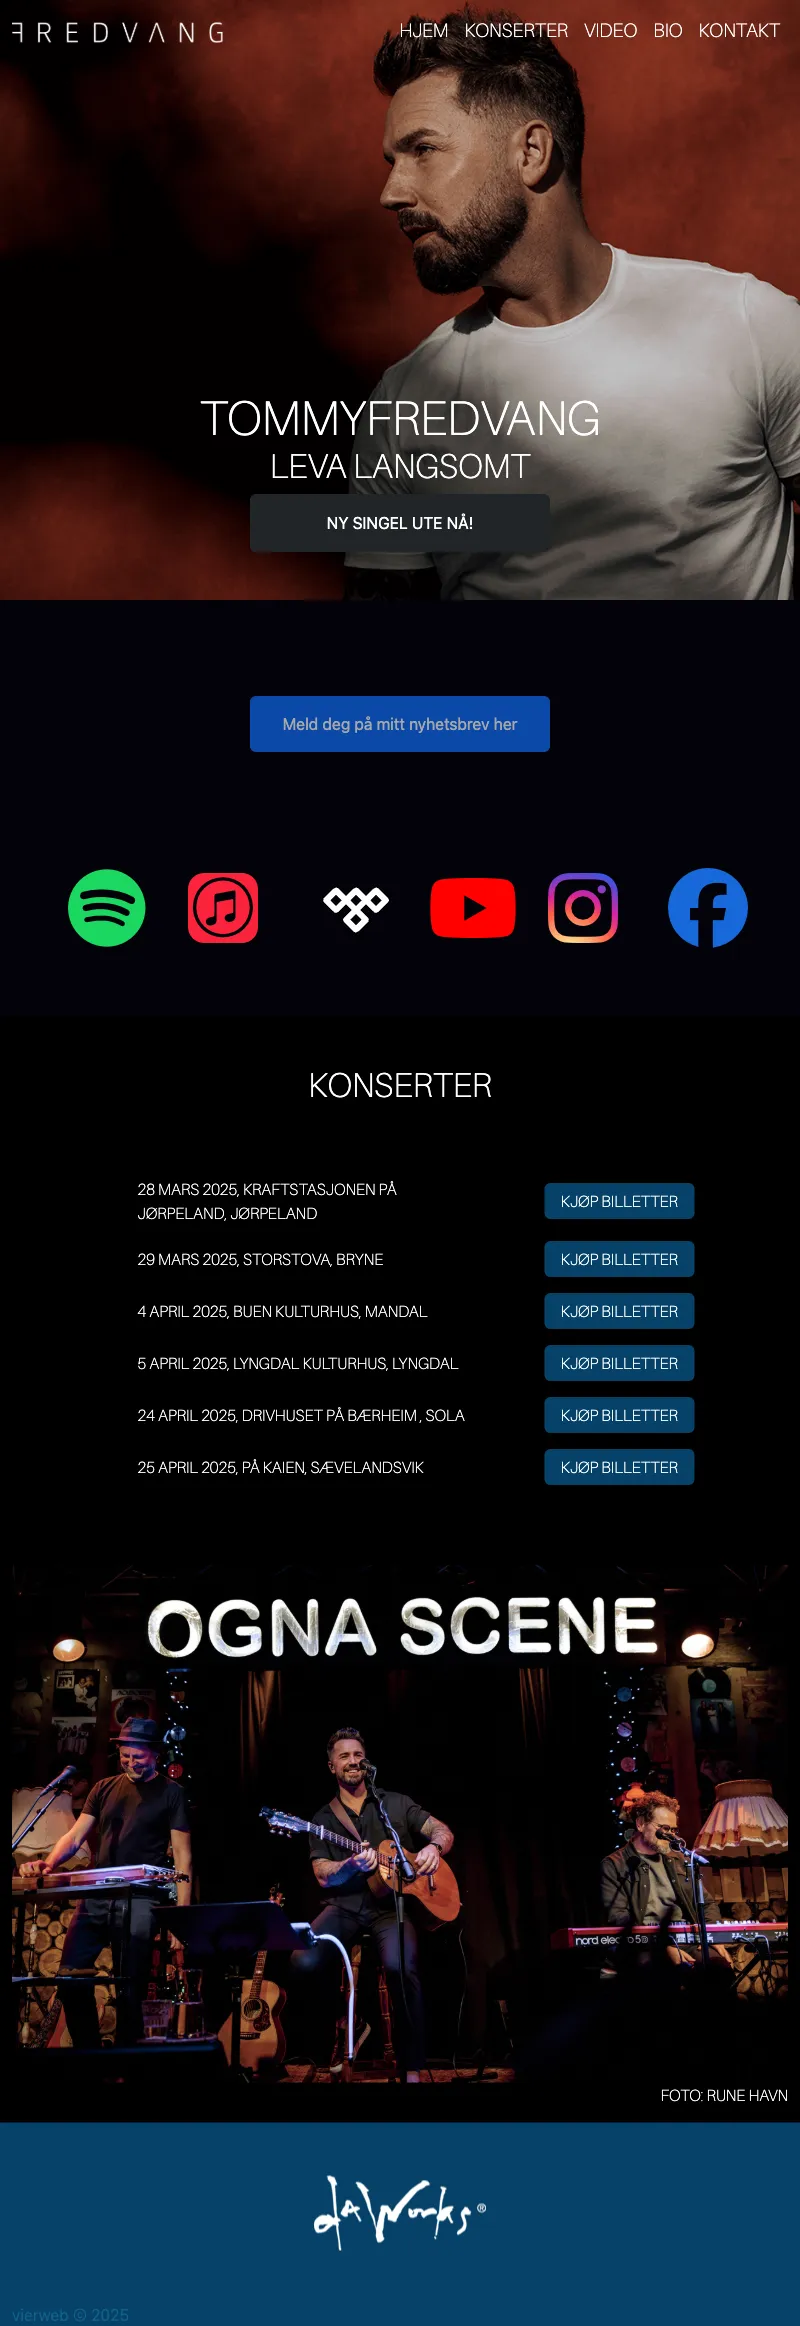 FREDVANG
HJEM KONSERTER VIDEO BIO KONTAKT
TOMMYFREDVANG
LEVA LANGSOMT
NY SINGEL UTE NÅ!
Meld deg på mitt nyhetsbrev her
KONSERTER
28 MARS 2025, KRAFTSTASJONEN PÅ
JØRPELAND, JØRPELAND
KJØP BILLETTER
29 MARS 2025, STORSTOVA, BRYNE
KJØP BILLETTER
4 APRIL 2025, BUEN KULTURHUS, MANDAL
KJØP BILLETTER
5 APRIL 2025, LYNGDAL KULTURHUS, LYNGDAL
KJØP BILLETTER
24 APRIL 2025, DRIVHUSET PÅ BÆRHEIM , SOLA
KJØP BILLETTER
25 APRIL 2025, PÅ KAIEN, SÆVELANDSVIK
KJØP BILLETTER
OGNA SCENE
nord electro 5D
FOTO: RUNE HAVN
daWorks®
vierweb © 2025